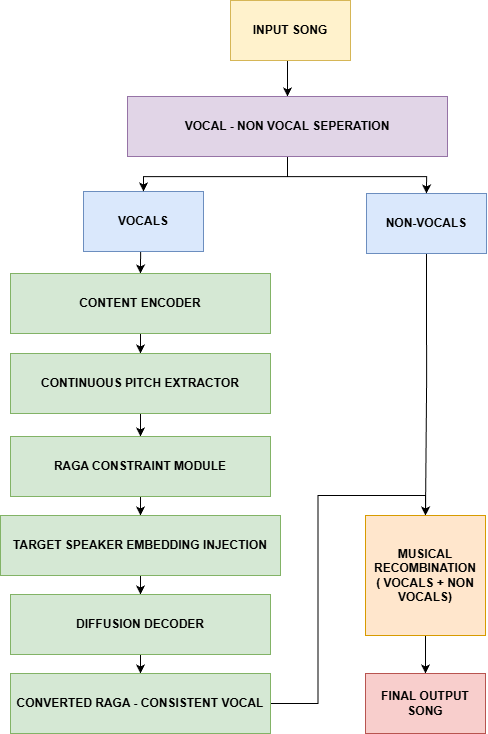 INPUT SONG
VOCAL - NON VOCAL SEPERATION
VOCALS
NON-VOCALS
CONTENT ENCODER
CONTINUOUS PITCH EXTRACTOR
RAGA CONSTRAINT MODULE
TARGET SPEAKER EMBEDDING INJECTION
DIFFUSION DECODER
CONVERTED RAGA - CONSISTENT VOCAL
MUSICAL
RECOMBINATION
( VOCALS + NON
VOCALS)
FINAL OUTPUT
SONG